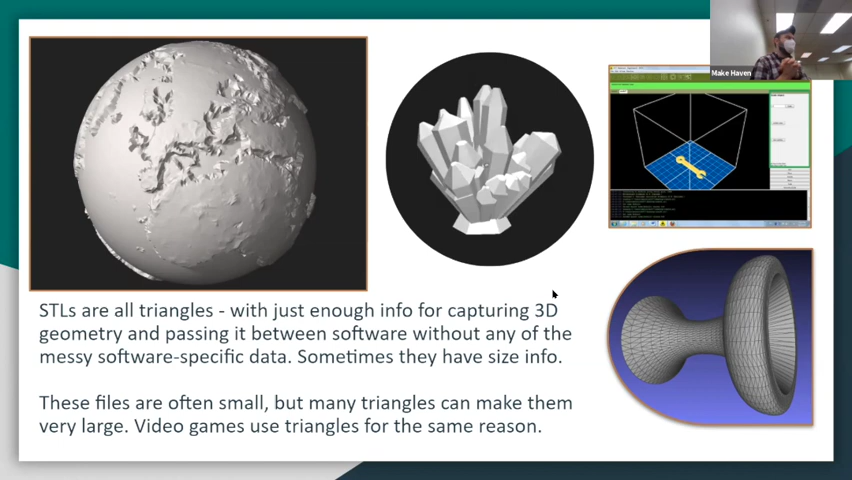 Make Haven
STLs are all triangles - with just enough info for capturing 3D
geometry and passing it between software without any of the
messy software-specific data. Sometimes they have size info.
These files are often small, but many triangles can make them
very large. Video games use triangles for the same reason.